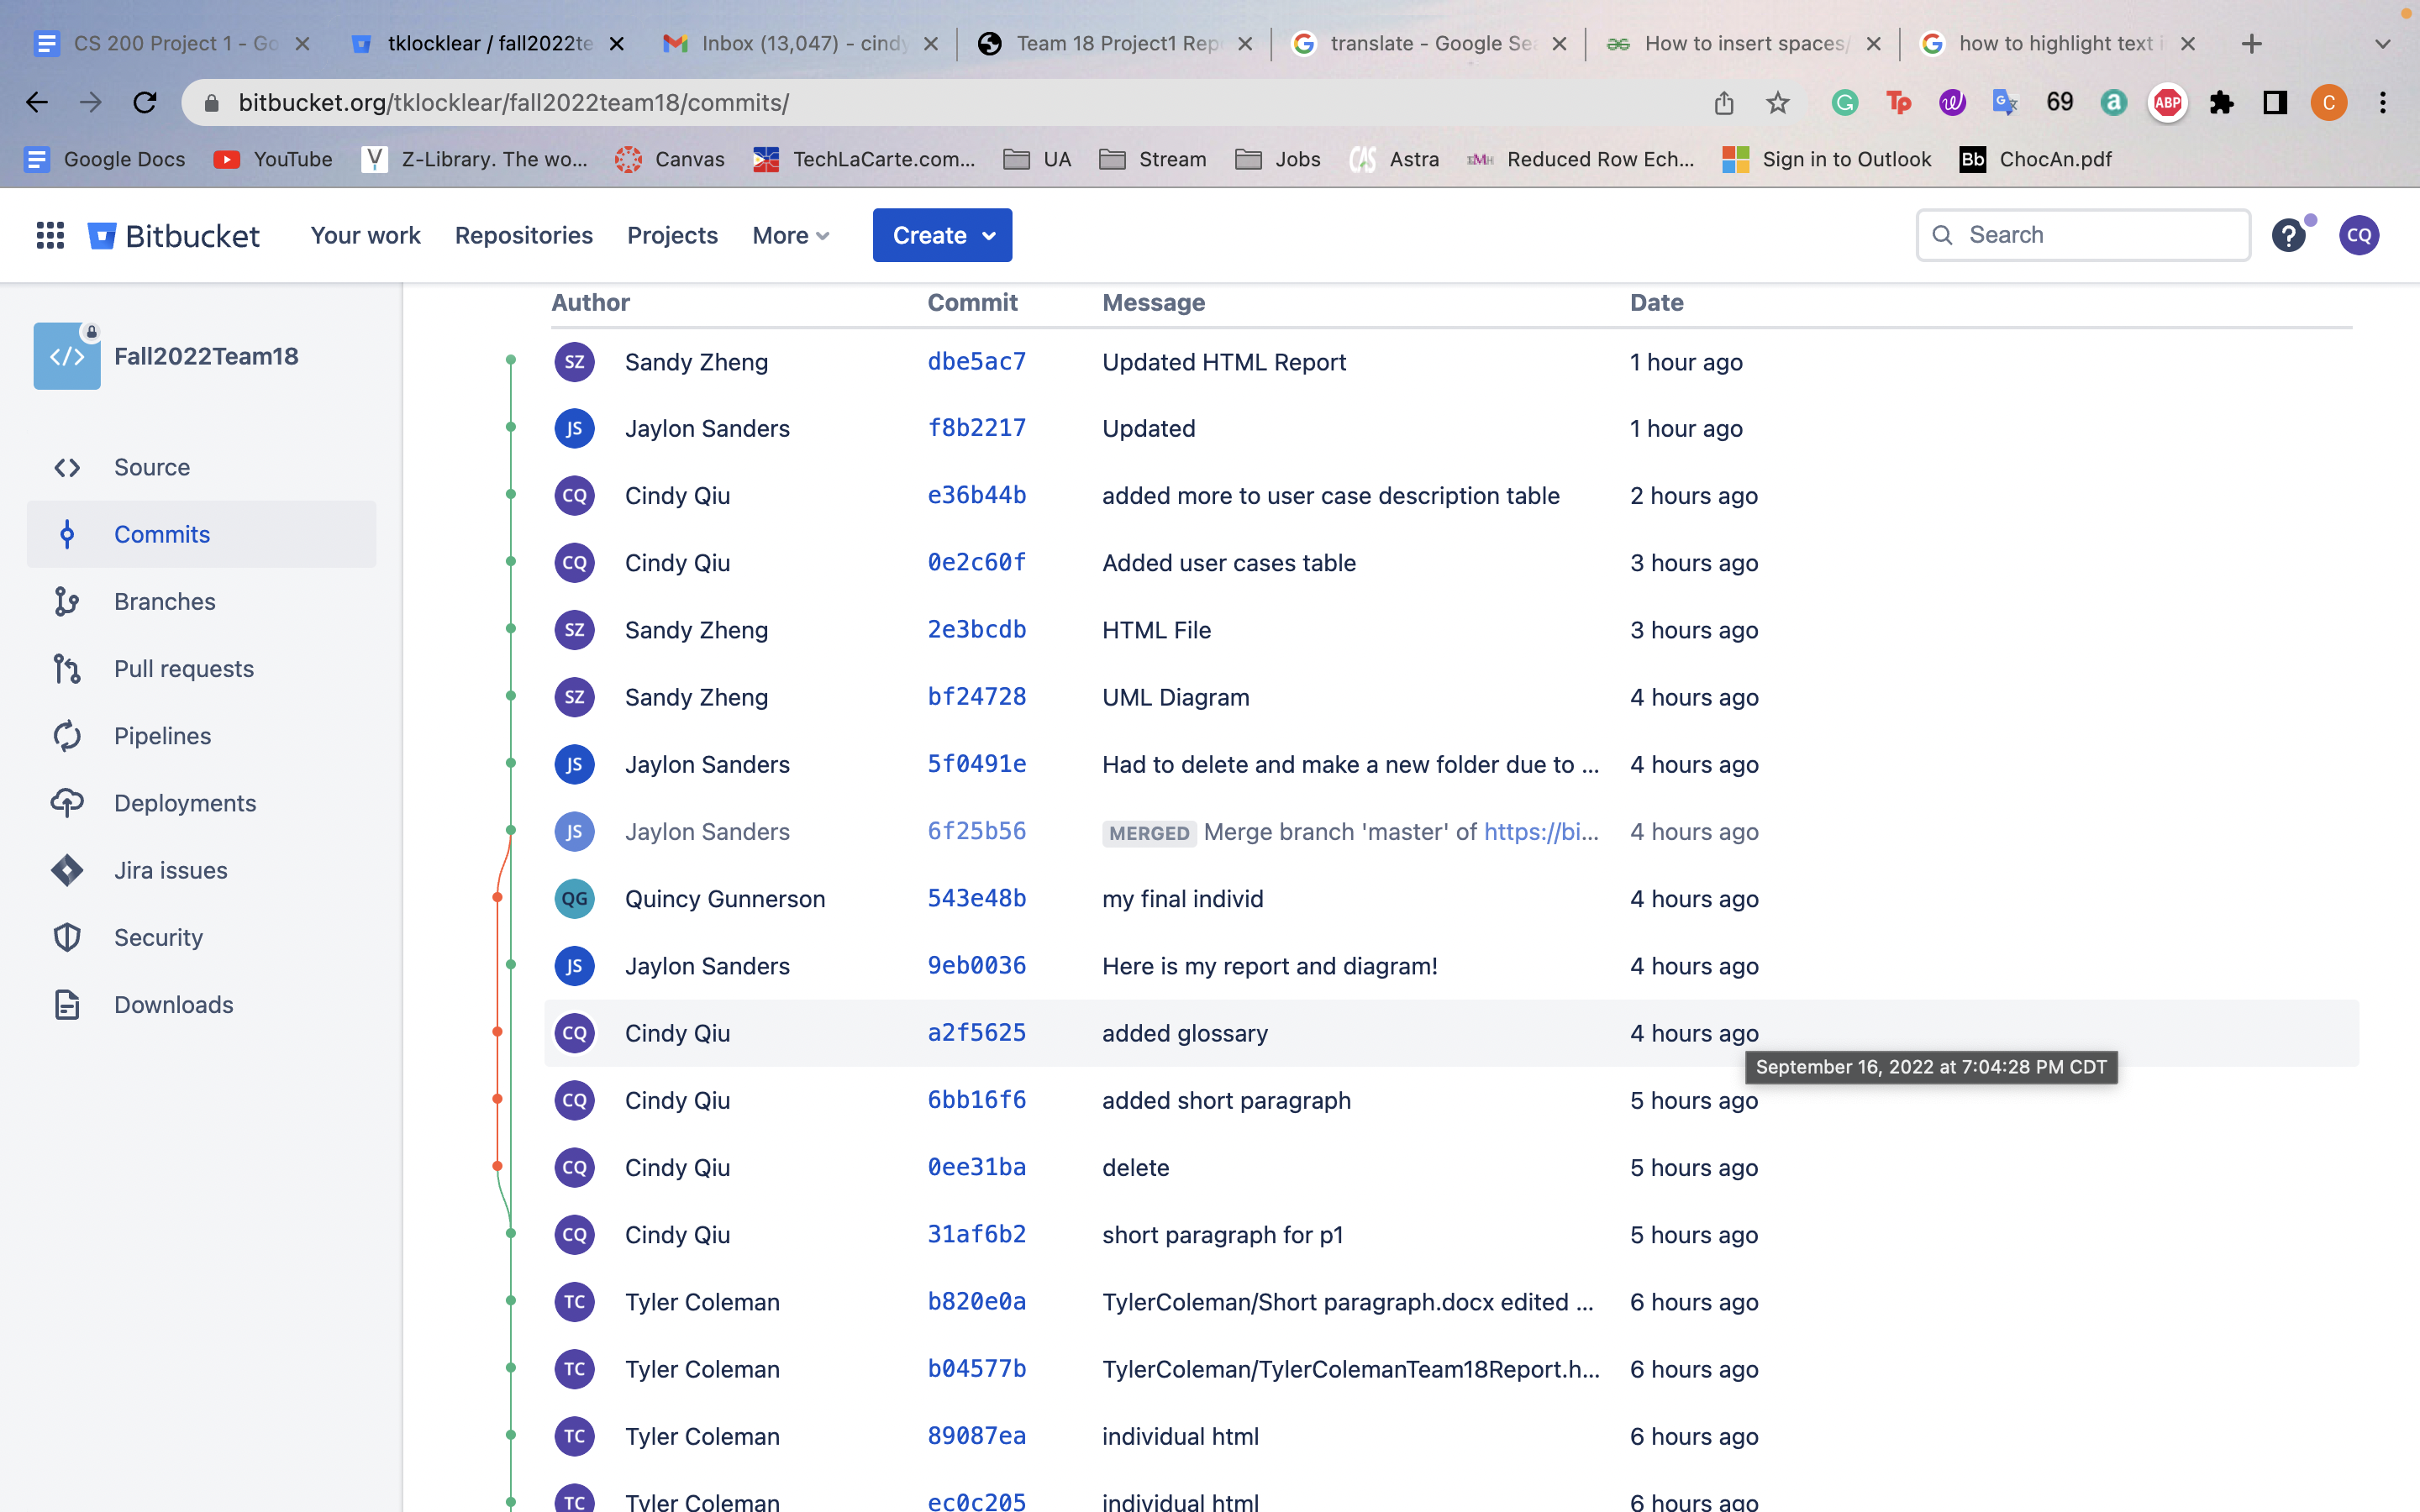 CS 200 Project 1 - Go
tklocklear / fall2022te
Inbox (13,047) - cindy
Team 18 Project1 Rep
translate - Google Sea
How to insert spaces/
how to highlight text i
bitbucket.org/tklocklear/fall2022team18/commits/
69
ABP
C
Google Docs
YouTube
Z-Library. The wo...
Canvas
TechLaCarte.com...
UA
Stream
Jobs
Astra
Reduced Row Ech...
Sign in to Outlook
Bb ChocAn.pdf
Bitbucket
Your work
Repositories
Projects
More
Create
Search
?
CQ
Fall2022Team18
Source
Commits
Branches
Pull requests
Pipelines
Deployments
Jira issues
Security
Downloads
Author Commit Message Date
SZ Sandy Zheng dbe5ac7 Updated HTML Report 1 hour ago
JS Jaylon Sanders f8b2217 Updated 1 hour ago
CQ Cindy Qiu e36b44b added more to user case description table 2 hours ago
CQ Cindy Qiu 0e2c60f Added user cases table 3 hours ago
SZ Sandy Zheng 2e3bcdb HTML File 3 hours ago
SZ Sandy Zheng bf24728 UML Diagram 4 hours ago
JS Jaylon Sanders 5f0491e Had to delete and make a new folder due to ... 4 hours ago
JS Jaylon Sanders 6f25b56 MERGED Merge branch 'master' of https://bi... 4 hours ago
QG Quincy Gunnerson 543e48b my final individ 4 hours ago
JS Jaylon Sanders 9eb0036 Here is my report and diagram! 4 hours ago
CQ Cindy Qiu a2f5625 added glossary 4 hours ago
September 16, 2022 at 7:04:28 PM CDT
CQ Cindy Qiu 6bb16f6 added short paragraph 5 hours ago
CQ Cindy Qiu 0ee31ba delete 5 hours ago
CQ Cindy Qiu 31af6b2 short paragraph for p1 5 hours ago
TC Tyler Coleman b820e0a TylerColeman/Short paragraph.docx edited ... 6 hours ago
TC Tyler Coleman b04577b TylerColeman/TylerColemanTeam18Report.h... 6 hours ago
TC Tyler Coleman 89087ea individual html 6 hours ago
TC Tyler Coleman ec0c205 individual html 6 hours ago